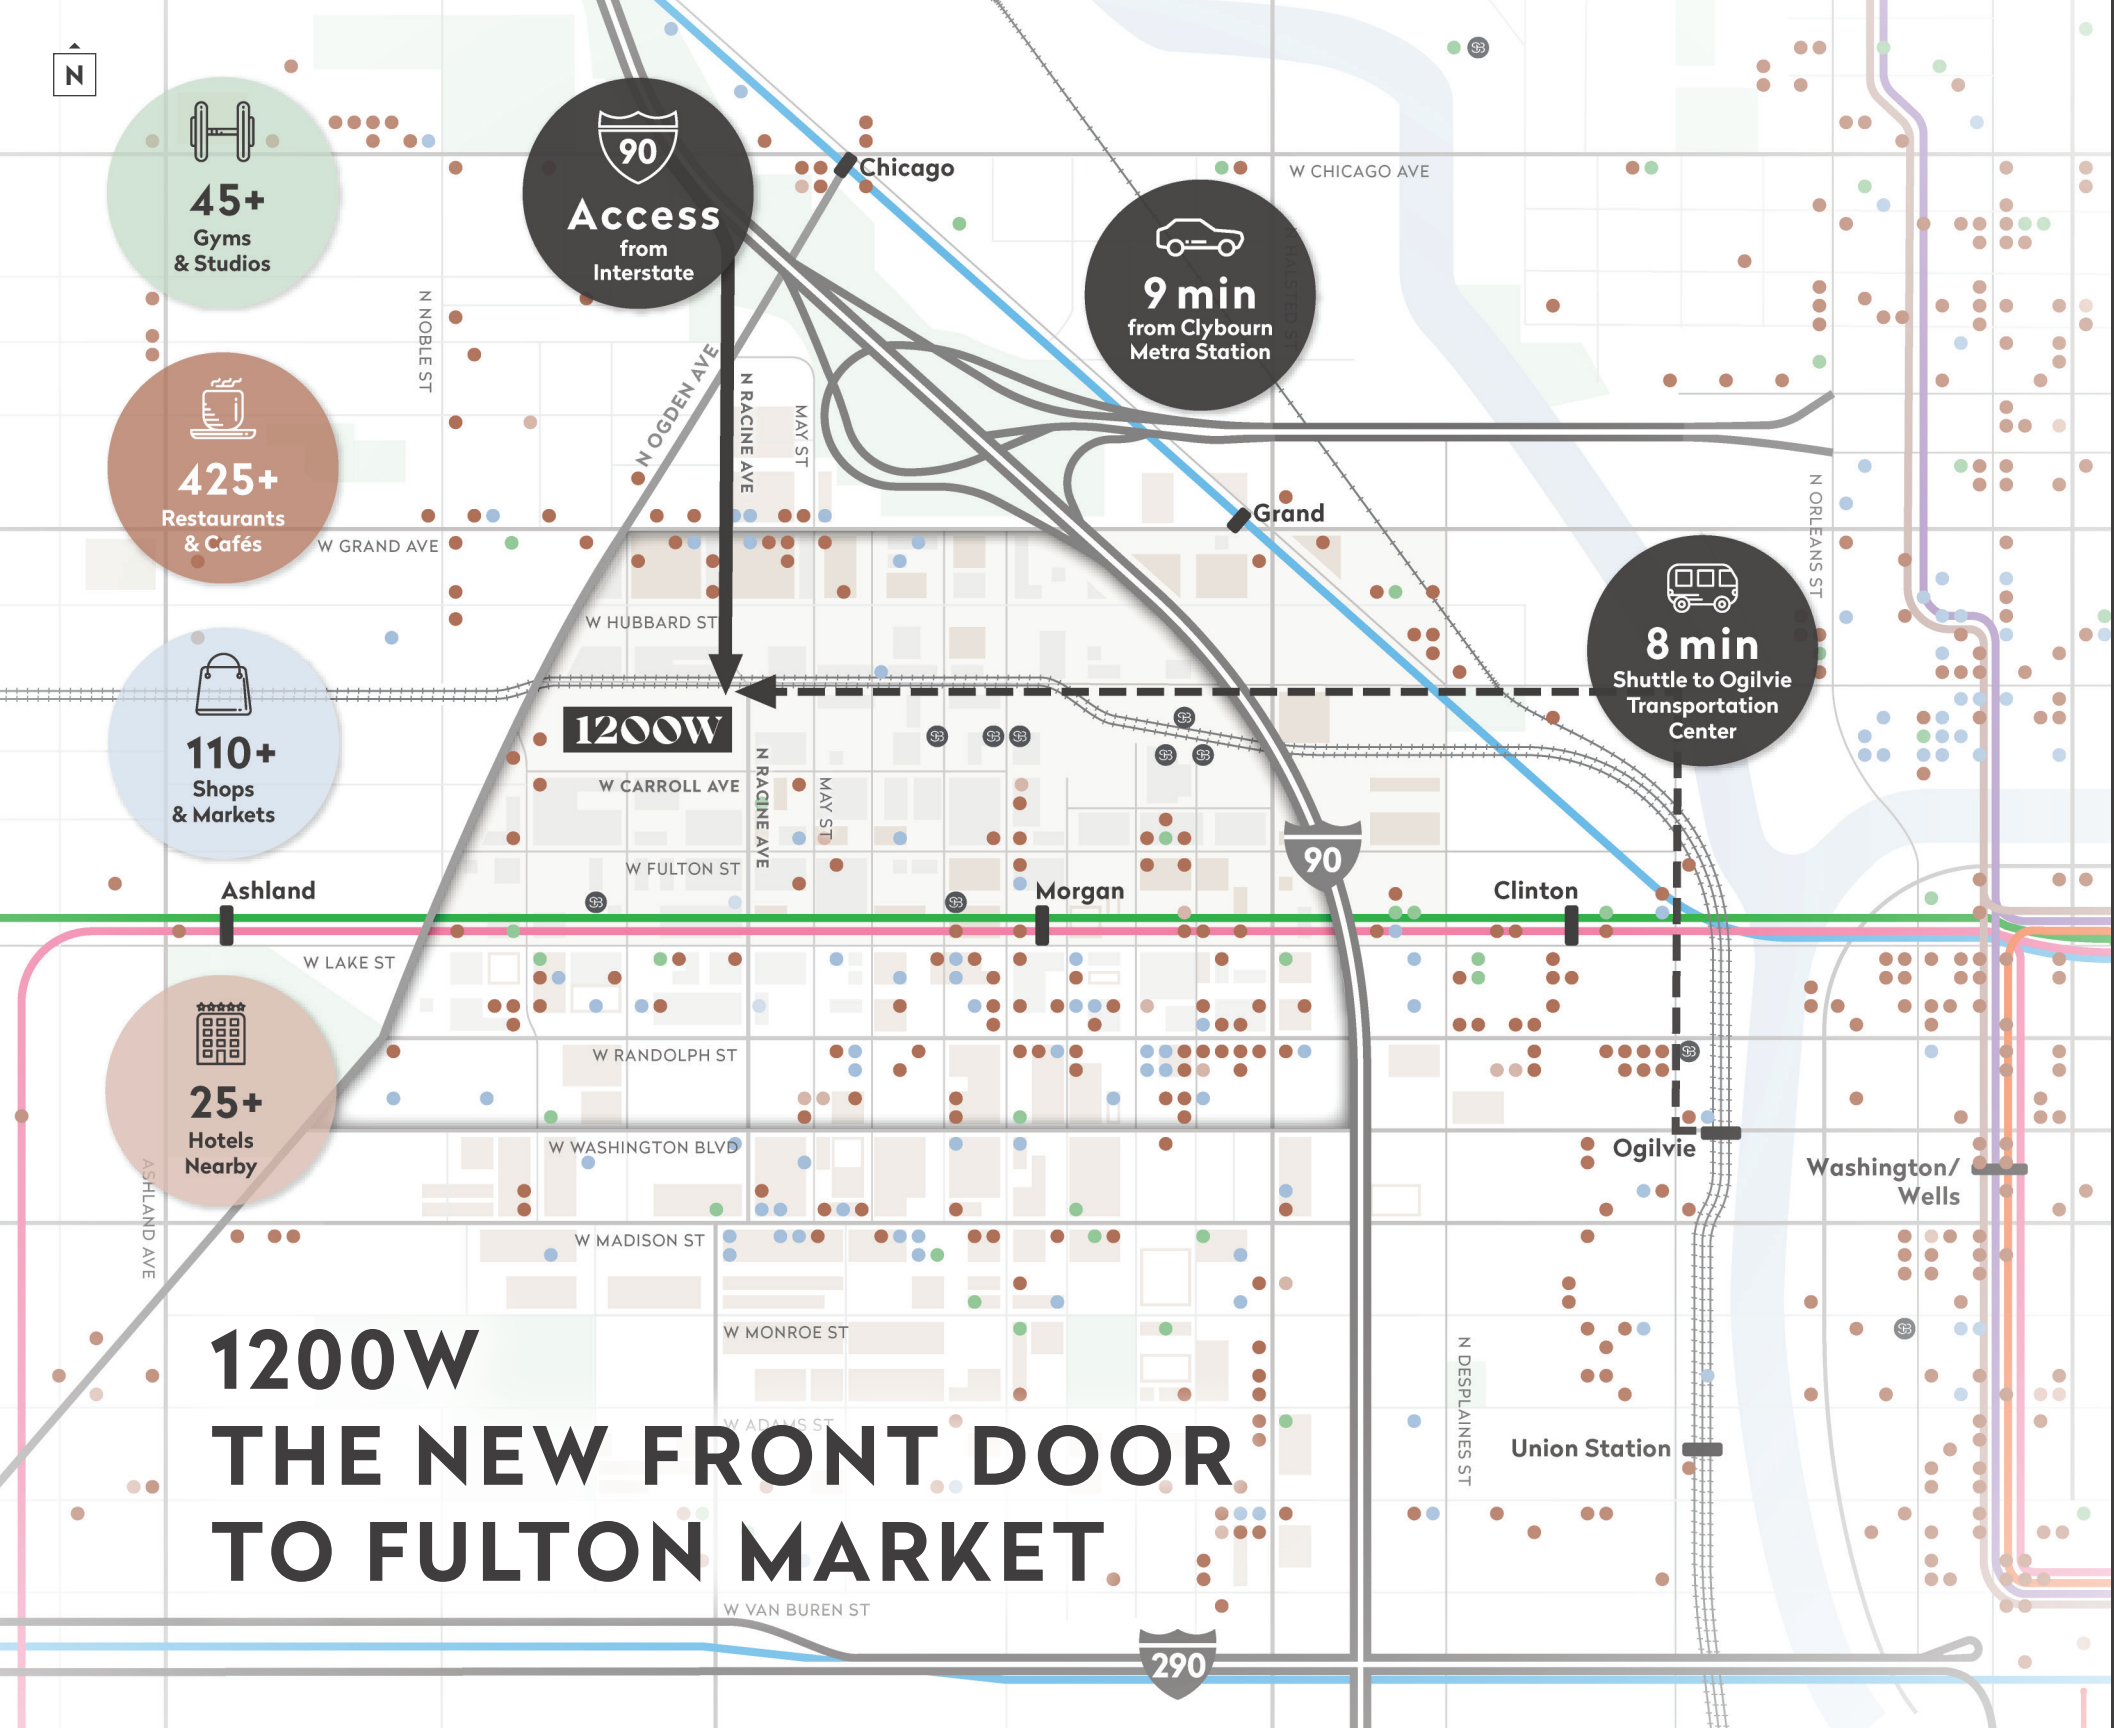 N
45+
Gyms
& Studios
90
Access
from
Interstate
Chicago
W CHICAGO AVE
9 min
from Clybourn
Metra Station
N HALSTED ST
N NOBLE ST
N OGDEN AVE
N RACINE AVE
MAY ST
425+
Restaurants
& Cafés
W GRAND AVE
Grand
N ORLEANS ST
W HUBBARD ST
8 min
Shuttle to Ogilvie
Transportation
Center
110+
Shops
& Markets
1200W
W CARROLL AVE
N RACINE AVE
MAY ST
W FULTON ST
90
Ashland
Morgan
Clinton
W LAKE ST
25+
Hotels
Nearby
W RANDOLPH ST
W WASHINGTON BLVD
Ogilvie
Washington/
Wells
ASHLAND AVE
W MADISON ST
W MONROE ST
N DESPLAINES ST
1200W
W ADAMS ST
THE NEW FRONT DOOR
TO FULTON MARKET
Union Station
W VAN BUREN ST
290